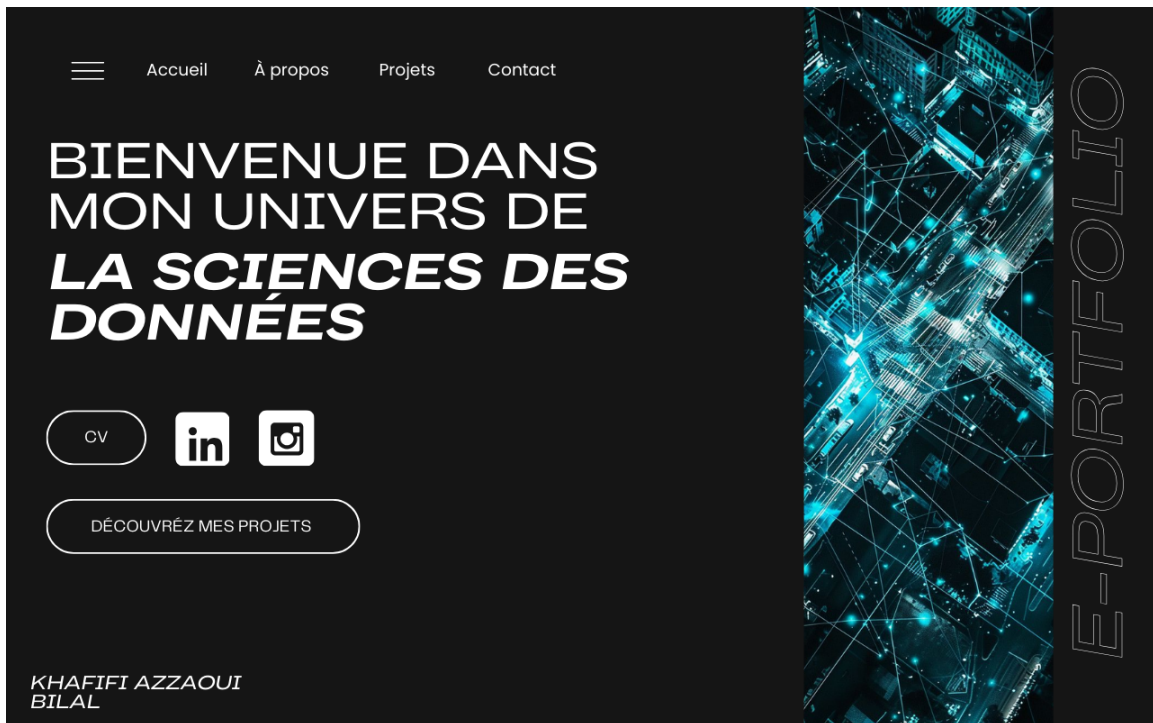 Accueil À propos Projets Contact
BIENVENUE DANS
MON UNIVERS DE
LA SCIENCES DES
DONNÉES
CV
in
DÉCOUVRÉZ MES PROJETS
KHAFIFI AZZAOUI
BILAL
E-PORTFOLIO